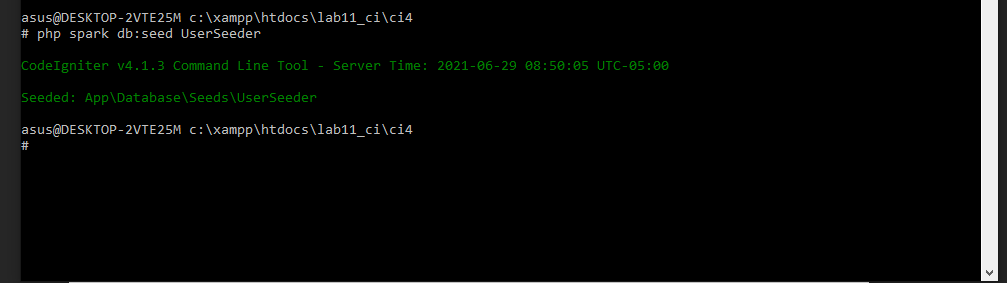 asus@DESKTOP-2VTE25M c:\xampp\htdocs\lab11_ci\ci4
# php spark db:seed UserSeeder
CodeIgniter v4.1.3 Command Line Tool - Server Time: 2021-06-29 08:50:05 UTC-05:00
Seeded: App\Database\Seeds\UserSeeder
asus@DESKTOP-2VTE25M c:\xampp\htdocs\lab11_ci\ci4
#